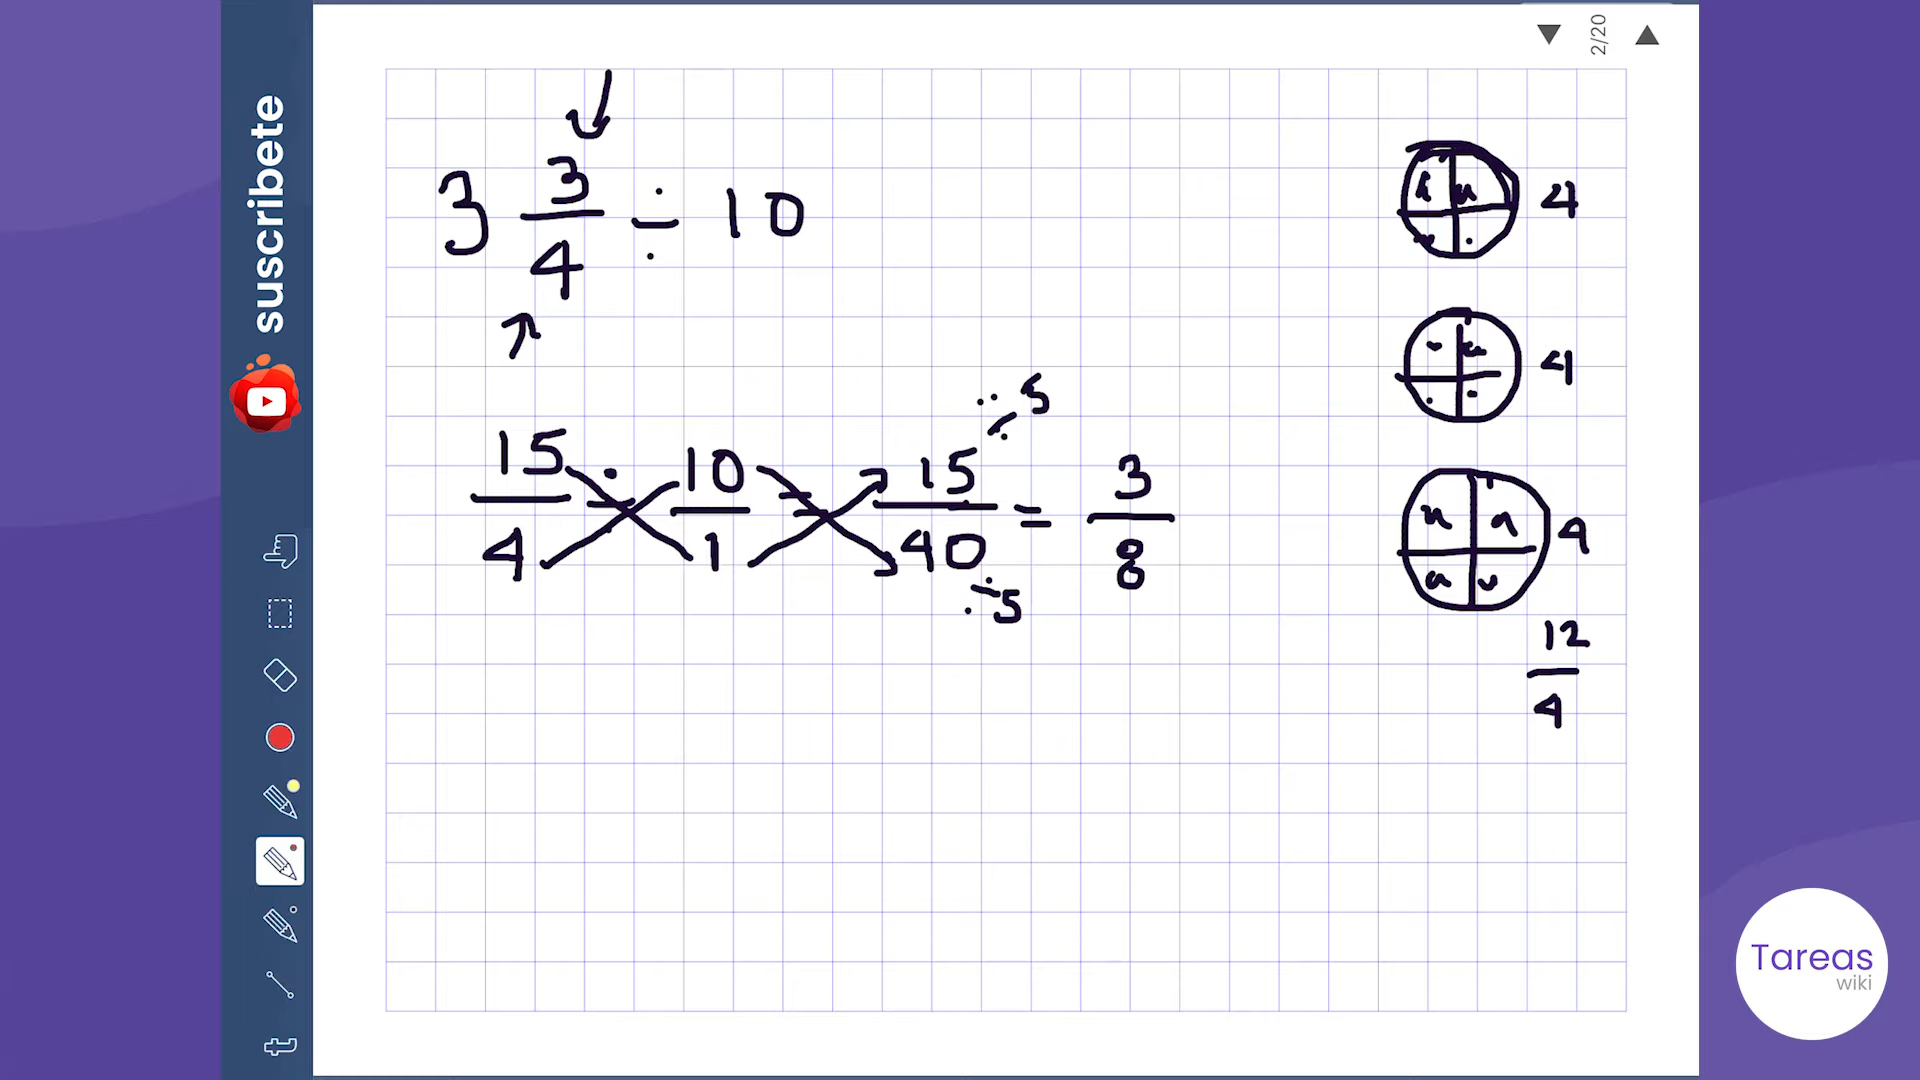 suscribete
2/20
3 3/4 ÷ 10
15/4 ÷ 10/1 = 15/40 = 3/8
÷5
÷5
4
4
4
12/4
Tareas
wiki